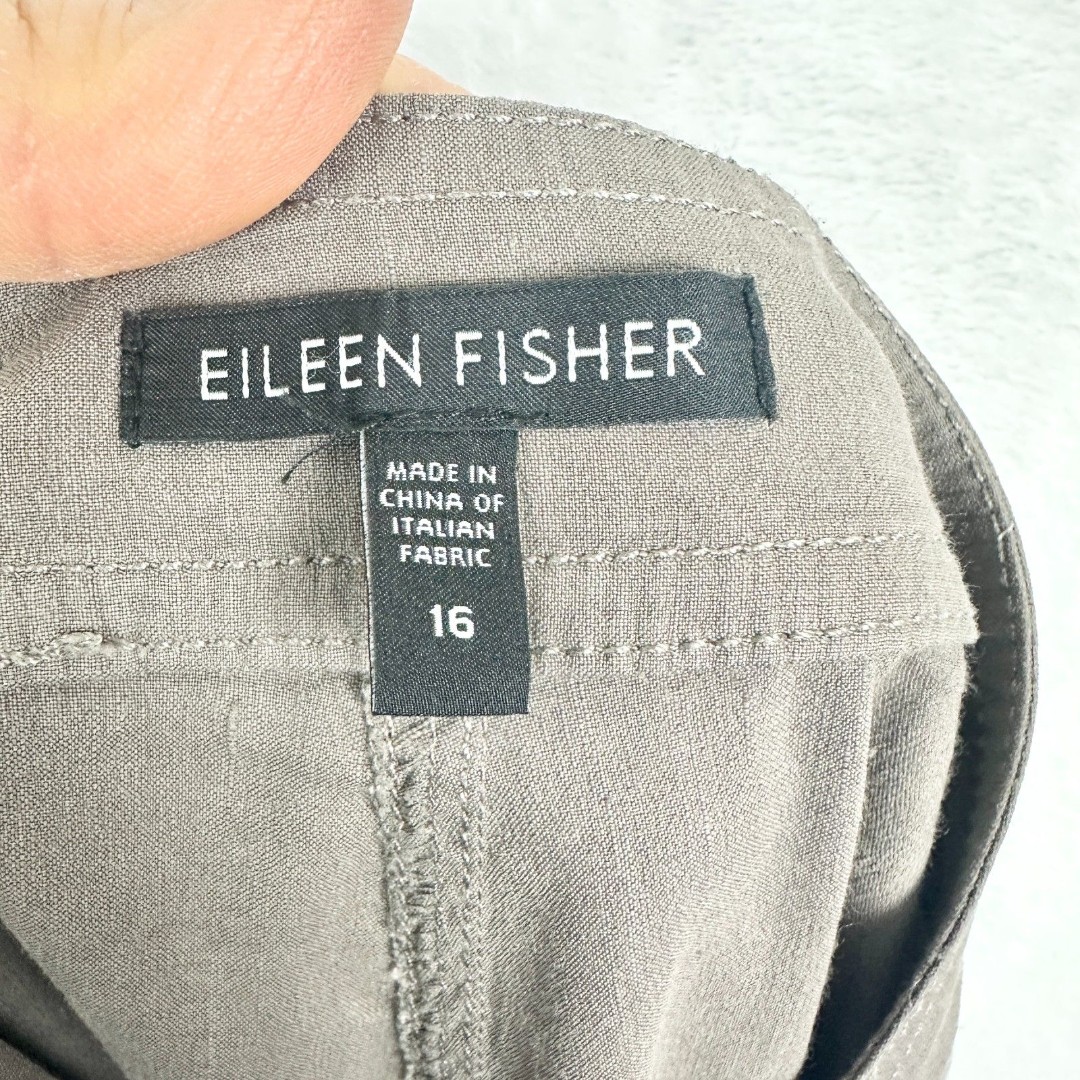 EILEEN FISHER
MADE IN
CHINA OF
ITALIAN
FABRIC
16